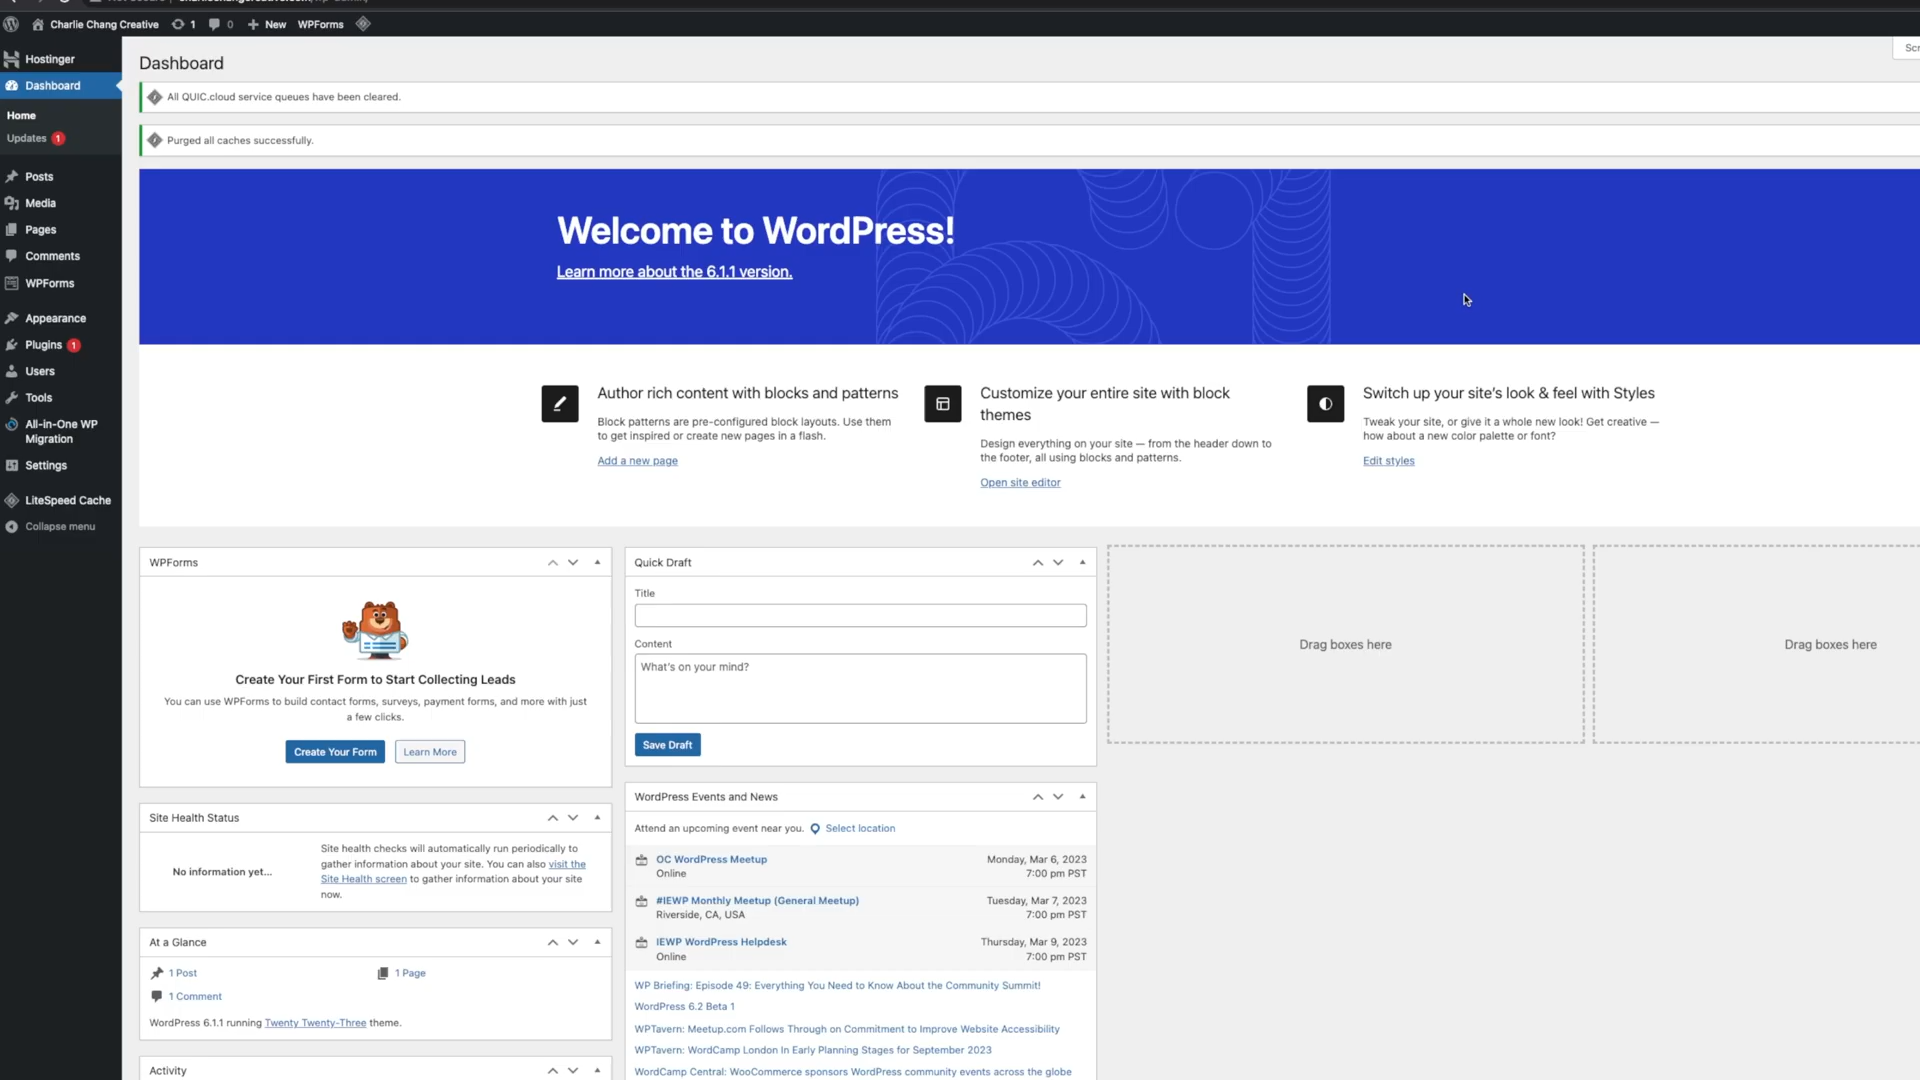 Charlie Chang Creative
1
0
New
WPForms
Hostinger
Dashboard
Home
Updates 1
Posts
Media
Pages
Comments
WPForms
Appearance
Plugins 1
Users
Tools
All-in-One WP
Migration
Settings
LiteSpeed Cache
Collapse menu
Dashboard
All QUIC.cloud service queues have been cleared.
Purged all caches successfully.
Welcome to WordPress!
Learn more about the 6.1.1 version.
Author rich content with blocks and patterns
Block patterns are pre-configured block layouts. Use them
to get inspired or create new pages in a flash.
Add a new page
Customize your entire site with block
themes
Design everything on your site — from the header down to
the footer, all using blocks and patterns.
Open site editor
Switch up your site's look & feel with Styles
Tweak your site, or give it a whole new look! Get creative —
how about a new color palette or font?
Edit styles
WPForms
Create Your First Form to Start Collecting Leads
You can use WPForms to build contact forms, surveys, payment forms, and more with just
a few clicks.
Create Your Form
Learn More
Site Health Status
No information yet...
Site health checks will automatically run periodically to
gather information about your site. You can also visit the
Site Health screen to gather information about your site
now.
At a Glance
1 Post
1 Page
1 Comment
WordPress 6.1.1 running Twenty Twenty-Three theme.
Activity
Quick Draft
Title
Content
What's on your mind?
Save Draft
WordPress Events and News
Attend an upcoming event near you. Select location
OC WordPress Meetup
Online
Monday, Mar 6, 2023
7:00 pm PST
#IEWP Monthly Meetup (General Meetup)
Riverside, CA, USA
Tuesday, Mar 7, 2023
7:00 pm PST
IEWP WordPress Helpdesk
Online
Thursday, Mar 9, 2023
7:00 pm PST
WP Briefing: Episode 49: Everything You Need to Know About the Community Summit!
WordPress 6.2 Beta 1
WPTavern: Meetup.com Follows Through on Commitment to Improve Website Accessibility
WPTavern: WordCamp London In Early Planning Stages for September 2023
WordCamp Central: WooCommerce sponsors WordPress community events across the globe
Drag boxes here
Drag boxes here